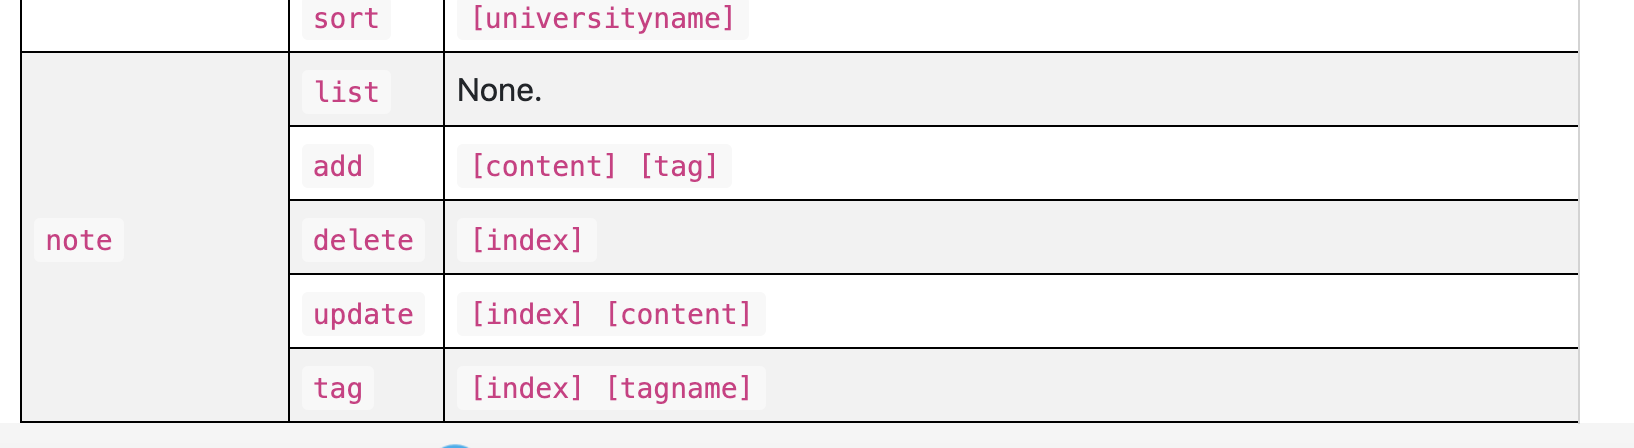 sort [universityname]
list None.
add [content] [tag]
note delete [index]
update [index] [content]
tag [index] [tagname]